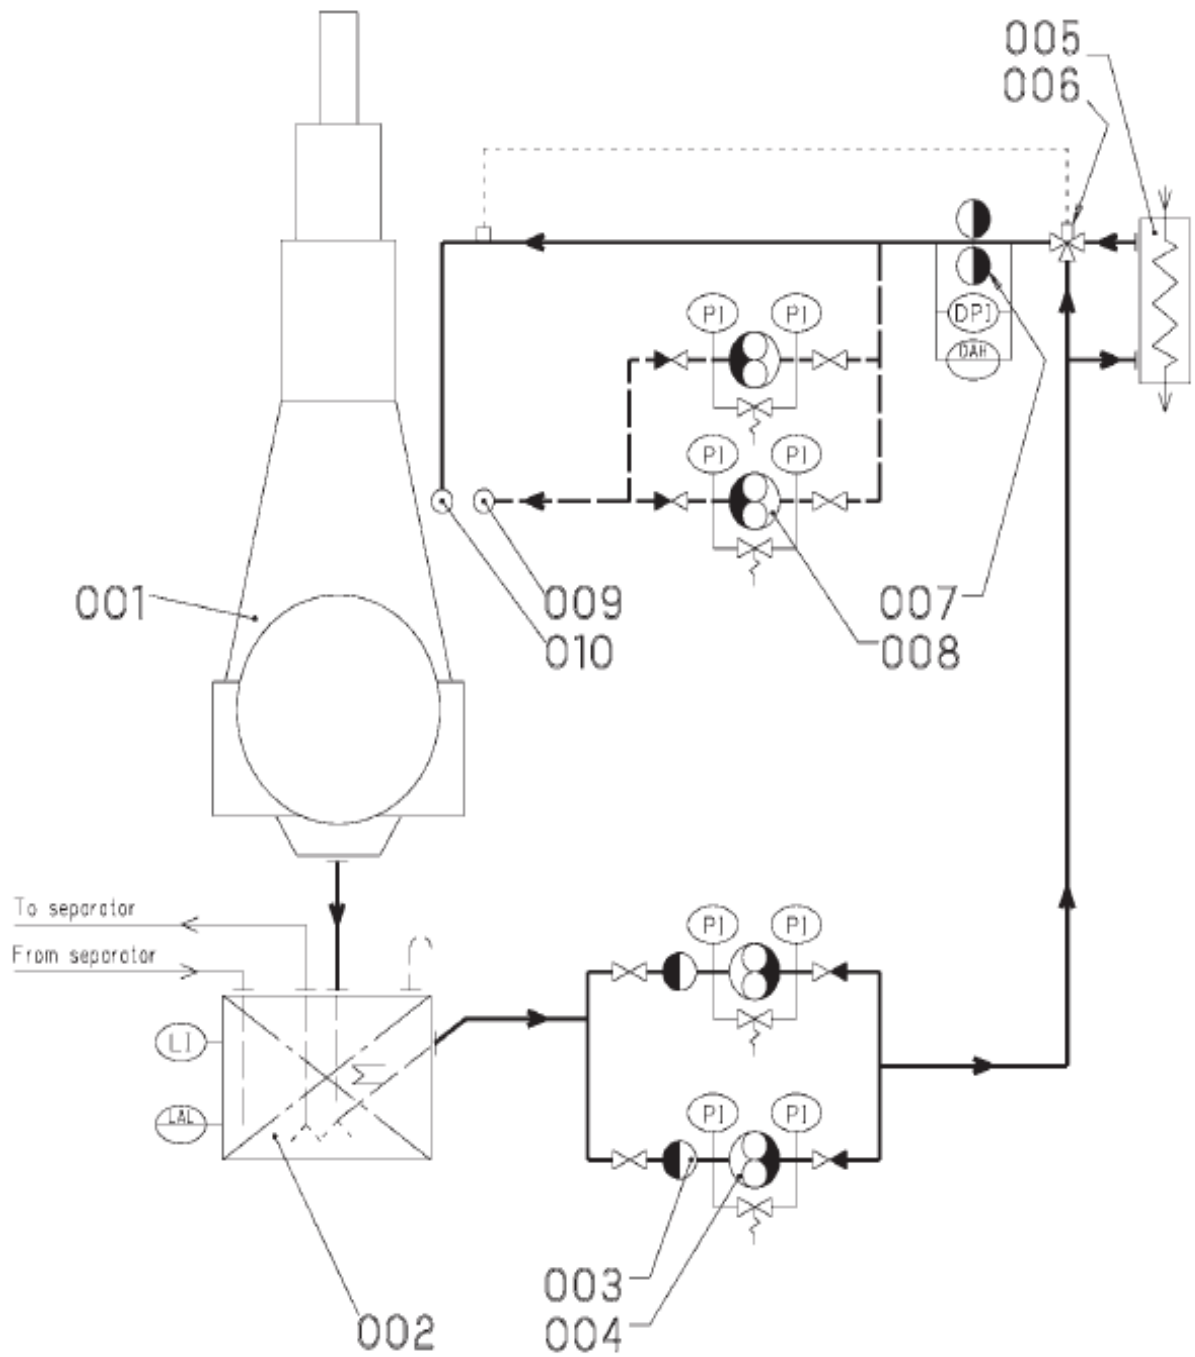 005
006
PI
PI
DPI
DAH
PI
PI
001
009
007
010
008
To separator
PI
PI
From separator
LI
LAL
PI
PI
003
002
004